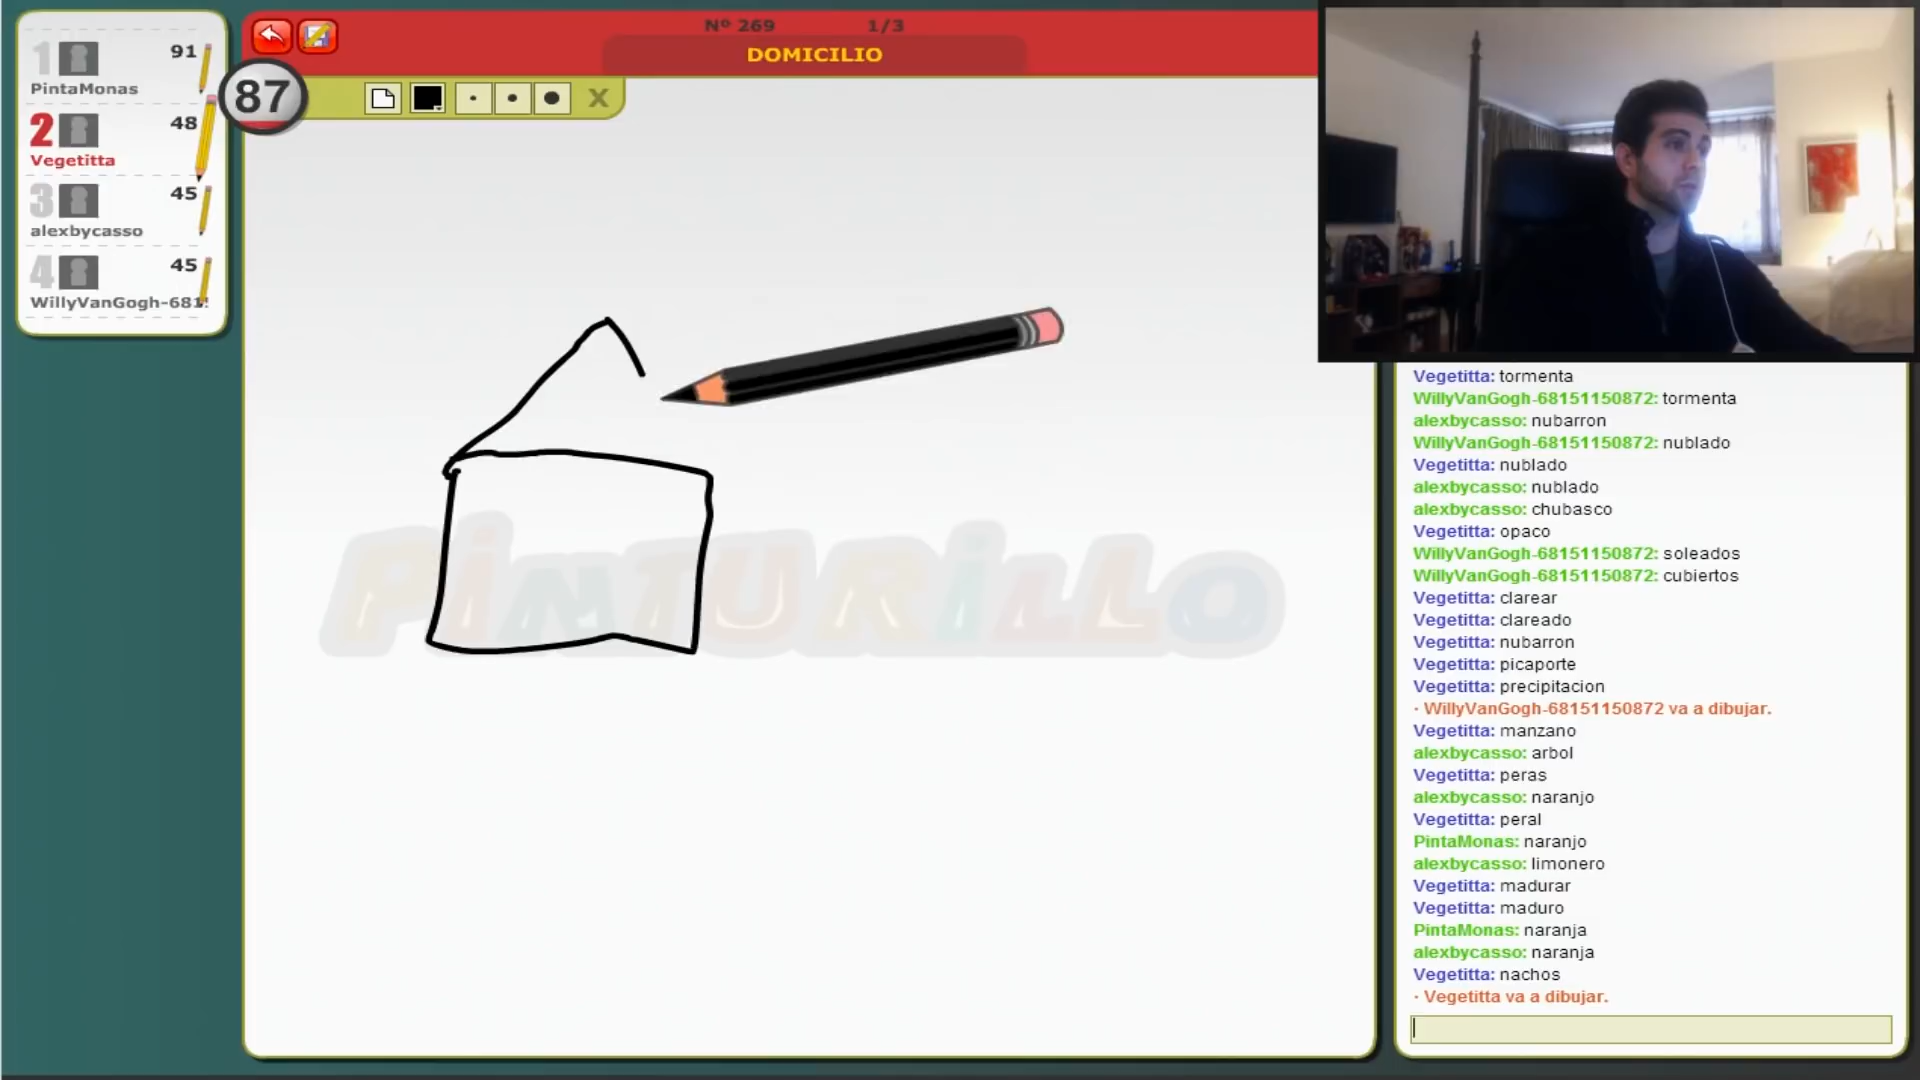 1 91
PintaMonas
2 48
Vegetitta
3 45
alexbycasso
4 45
WillyVanGogh-681!
87
Nº 269 1/3
DOMICILIO
X
PiNTURiLLO
Vegetitta: tormenta
WillyVanGogh-68151150872: tormenta
alexbycasso: nubarron
WillyVanGogh-68151150872: nublado
Vegetitta: nublado
alexbycasso: nublado
alexbycasso: chubasco
Vegetitta: opaco
WillyVanGogh-68151150872: soleados
WillyVanGogh-68151150872: cubiertos
Vegetitta: clarear
Vegetitta: clareado
Vegetitta: nubarron
Vegetitta: picaporte
Vegetitta: precipitacion
· WillyVanGogh-68151150872 va a dibujar.
Vegetitta: manzano
alexbycasso: arbol
Vegetitta: peras
alexbycasso: naranjo
Vegetitta: peral
PintaMonas: naranjo
alexbycasso: limonero
Vegetitta: madurar
Vegetitta: maduro
PintaMonas: naranja
alexbycasso: naranja
Vegetitta: nachos
· Vegetitta va a dibujar.